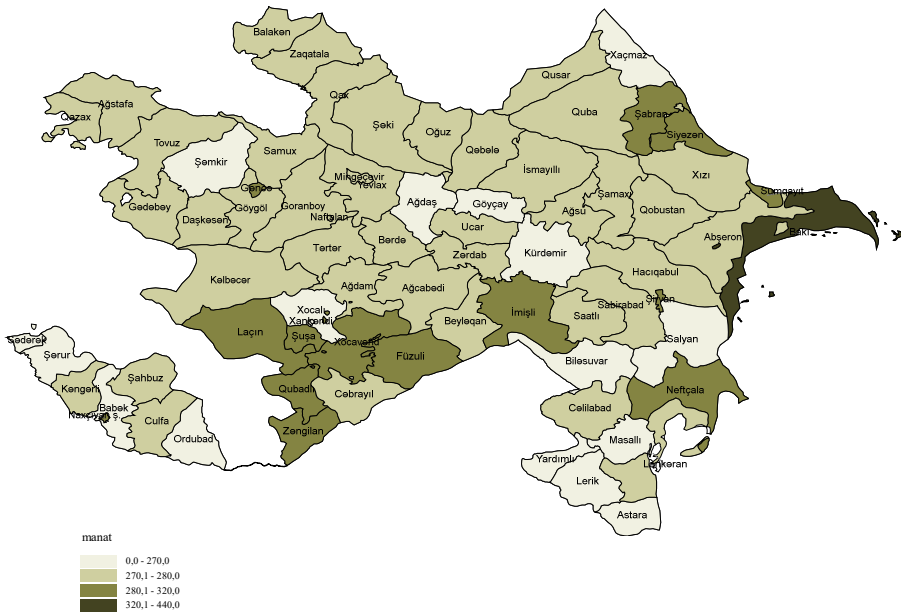 Balakən
Zaqatala
Xaçmaz
Qax
Qusar
Ağstafa
Qazax
Şəki
Oğuz
Quba
Şabran
Siyəzən
Tovuz
Şəmkir
Samux
Qəbələ
İsmayıllı
Xızı
Mingəçevir
Yevlax
Gəncə
Ağdaş
Göyçay
Şamaxı
Sumqayıt
Gədəbəy
Daşkəsən
Göygöl
Goranboy
Naftalan
Ağsu
Qobustan
Ucar
Abşeron
Bakı
Tərtər
Bərdə
Zərdab
Kürdəmir
Kəlbəcər
Ağdam
Ağcabədi
Hacıqabul
Şirvan
Sabirabad
Saatlı
Xocalı
Xankəndi
Laçın
Şuşa
Xocavənd
Beyləqan
İmişli
Salyan
Sədərək
Şərur
Füzuli
Biləsuvar
Kəngərli
Şahbuz
Qubadlı
Cəbrayıl
Neftçala
Babək
Naxçıvan ş.
Culfa
Ordubad
Zəngilan
Cəlilabad
Masallı
Yardımlı
Lənkəran
Lerik
Astara
manat
0,0 - 270,0
270,1 - 280,0
280,1 - 320,0
320,1 - 440,0